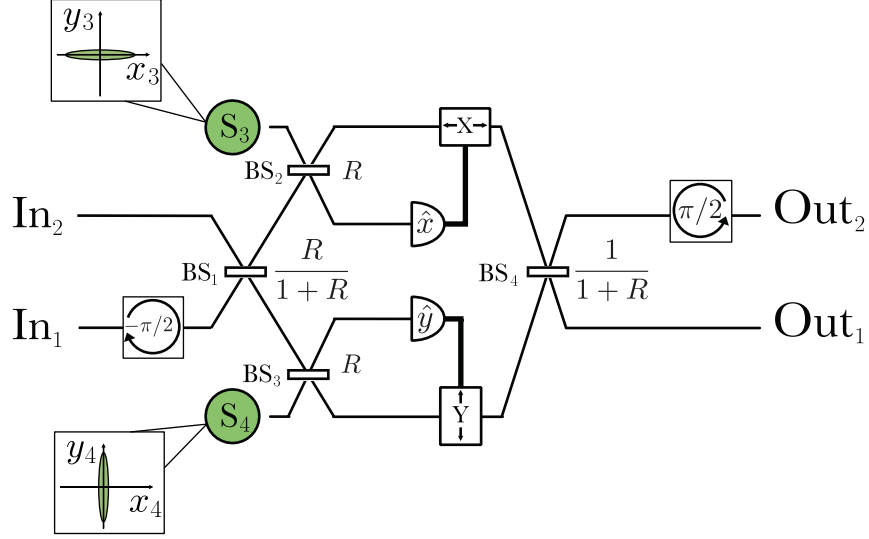 y₃
x₃
S₃
X
BS₂ R
In₂
x̂
π/2
Out₂
BS₁ R/(1 + R)
BS₄ 1/(1 + R)
In₁
−π/2
ŷ
Out₁
BS₃ R
S₄
Y
y₄
x₄